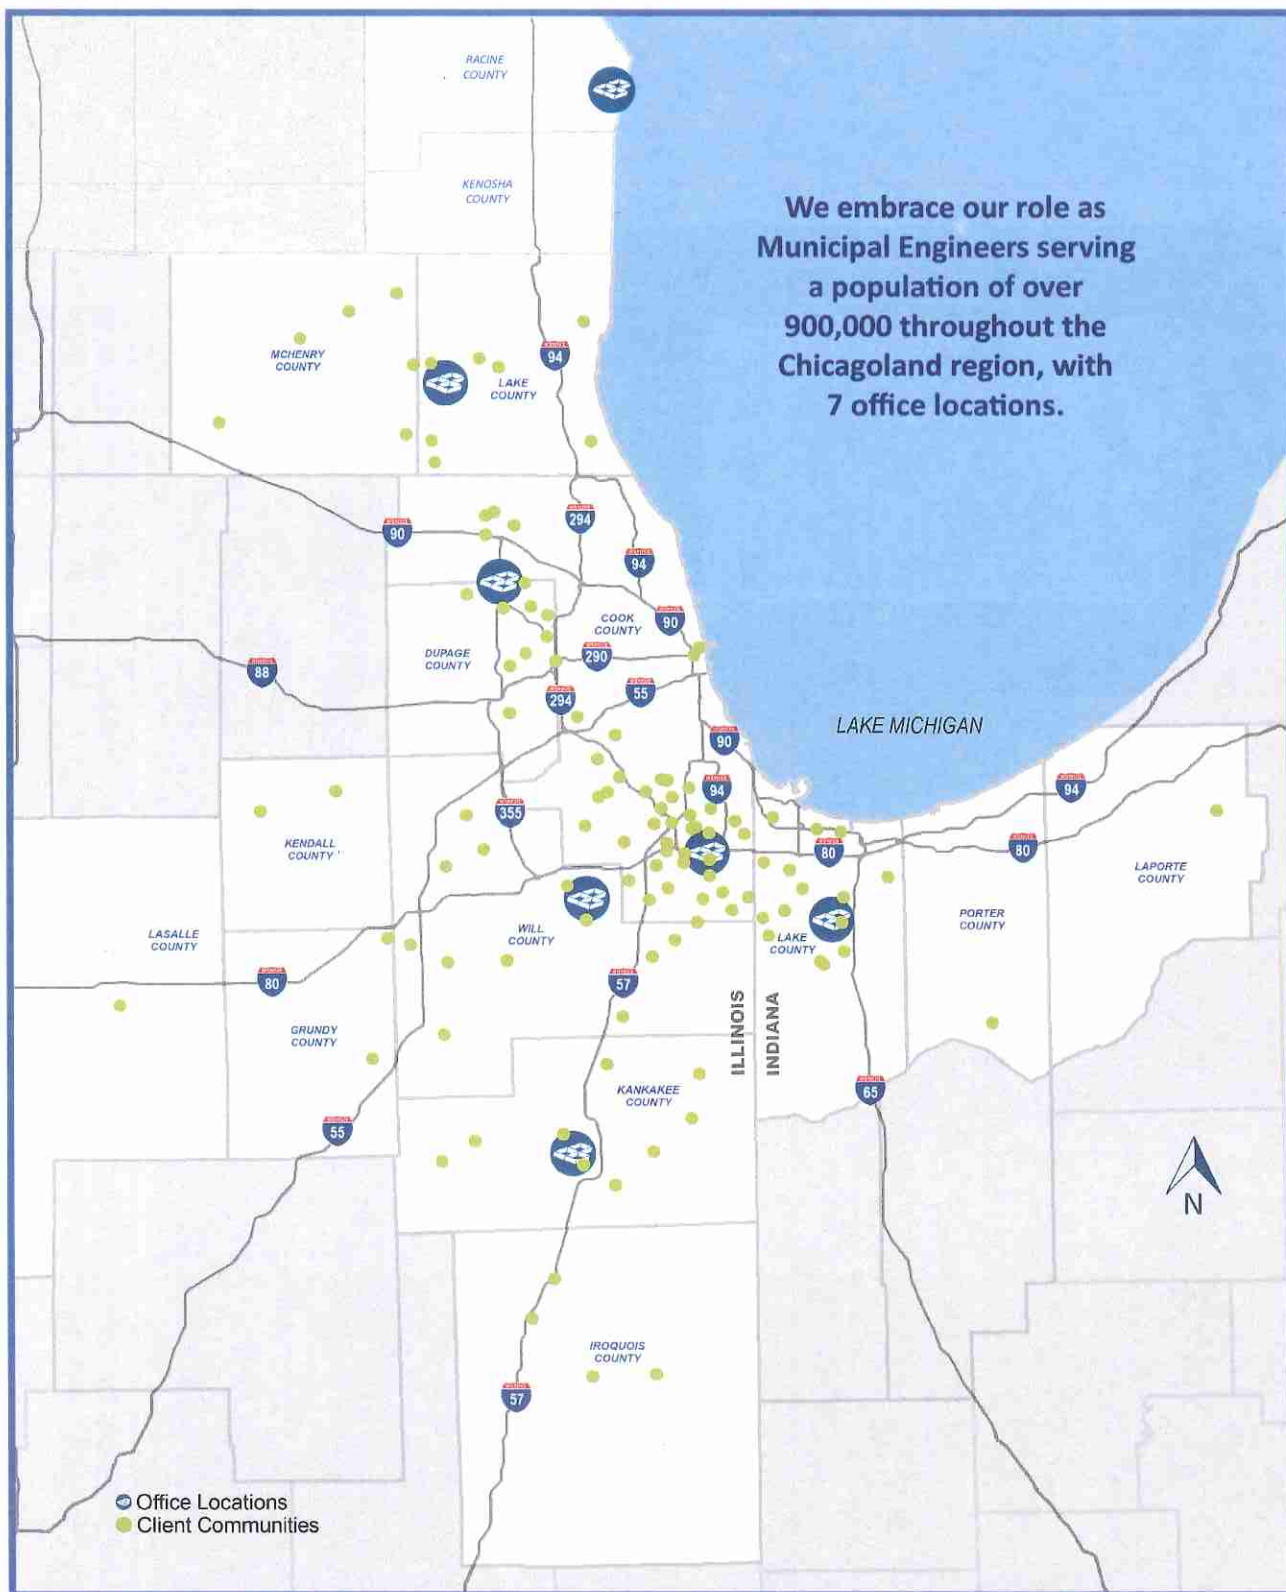 RACINE
COUNTY
KENOSHA
COUNTY
We embrace our role as
Municipal Engineers serving
a population of over
900,000 throughout the
Chicagoland region, with
7 office locations.
MCHENRY
COUNTY
94
LAKE
COUNTY
90
294
94
COOK
COUNTY
90
DUPAGE
COUNTY
290
88
294
55
LAKE MICHIGAN
90
94
94
355
KENDALL
COUNTY
80
80
LAPORTE
COUNTY
LASALLE
COUNTY
WILL
COUNTY
LAKE
COUNTY
PORTER
COUNTY
80
57
ILLINOIS
INDIANA
GRUNDY
COUNTY
KANKAKEE
COUNTY
65
55
N
IROQUOIS
COUNTY
57
Office Locations
Client Communities